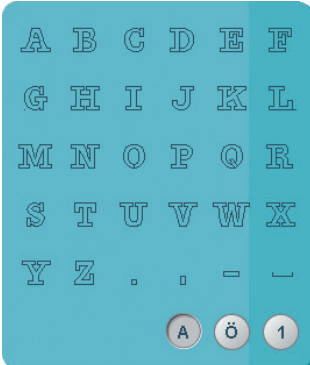 A B C D E F
G H I J K L
M N O P Q R
S T U V W X
Y Z . , - ⎵
A Ö 1